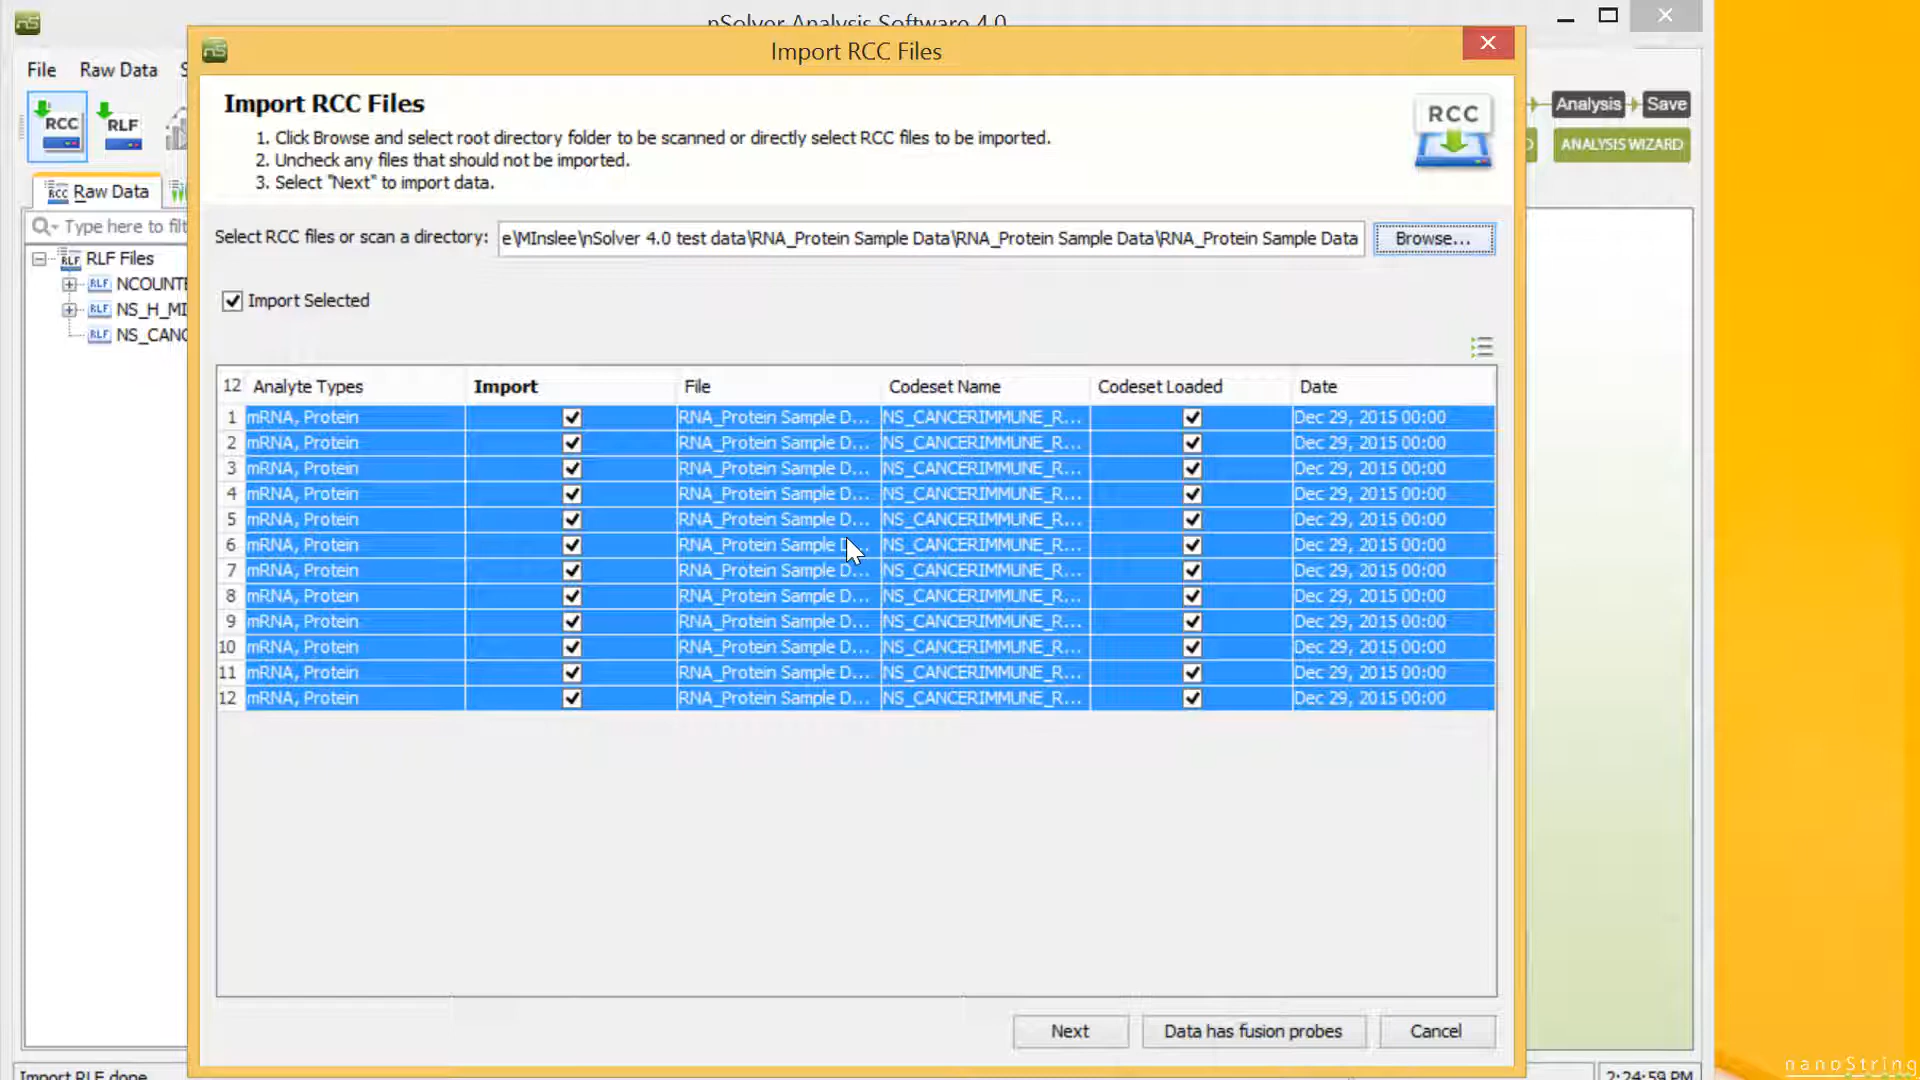 nSolver Analysis Software 4.0
Import RCC Files
File Raw Data S
RCC RLF
Analysis Save
ANALYSIS WIZARD
Raw Data
Type here to filt
RLF Files
NCOUNTE
NS_H_MI
NS_CANC
Import RCC Files
1. Click Browse and select root directory folder to be scanned or directly select RCC files to be imported.
2. Uncheck any files that should not be imported.
3. Select "Next" to import data.
RCC
Select RCC files or scan a directory: e\MInslee\nSolver 4.0 test data\RNA_Protein Sample Data\RNA_Protein Sample Data\RNA_Protein Sample Data Browse...
Import Selected
12 Analyte Types Import File Codeset Name Codeset Loaded Date
1 mRNA, Protein RNA_Protein Sample D... NS_CANCERIMMUNE_R... Dec 29, 2015 00:00
2 mRNA, Protein RNA_Protein Sample D... NS_CANCERIMMUNE_R... Dec 29, 2015 00:00
3 mRNA, Protein RNA_Protein Sample D... NS_CANCERIMMUNE_R... Dec 29, 2015 00:00
4 mRNA, Protein RNA_Protein Sample D... NS_CANCERIMMUNE_R... Dec 29, 2015 00:00
5 mRNA, Protein RNA_Protein Sample D... NS_CANCERIMMUNE_R... Dec 29, 2015 00:00
6 mRNA, Protein RNA_Protein Sample D... NS_CANCERIMMUNE_R... Dec 29, 2015 00:00
7 mRNA, Protein RNA_Protein Sample D... NS_CANCERIMMUNE_R... Dec 29, 2015 00:00
8 mRNA, Protein RNA_Protein Sample D... NS_CANCERIMMUNE_R... Dec 29, 2015 00:00
9 mRNA, Protein RNA_Protein Sample D... NS_CANCERIMMUNE_R... Dec 29, 2015 00:00
10 mRNA, Protein RNA_Protein Sample D... NS_CANCERIMMUNE_R... Dec 29, 2015 00:00
11 mRNA, Protein RNA_Protein Sample D... NS_CANCERIMMUNE_R... Dec 29, 2015 00:00
12 mRNA, Protein RNA_Protein Sample D... NS_CANCERIMMUNE_R... Dec 29, 2015 00:00
Next Data has fusion probes Cancel
Import RLF done 2:24:59 PM
nanoString